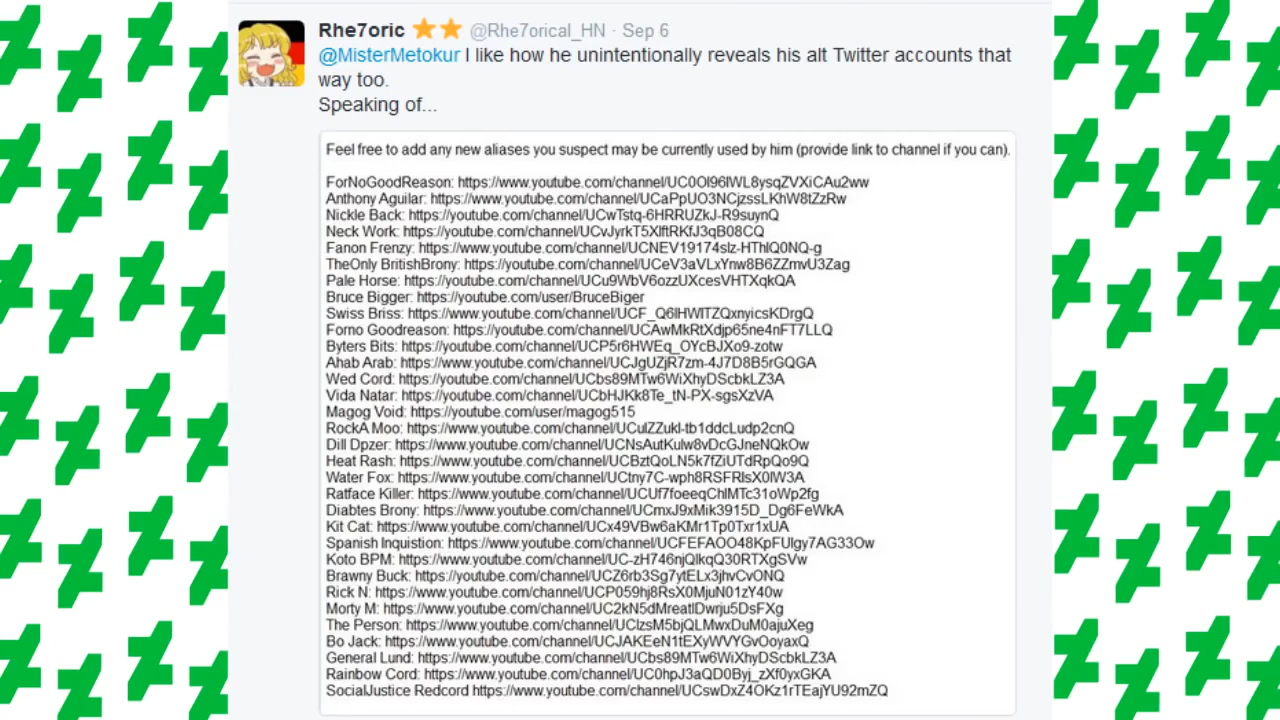 Rhe7oric ⭐⭐ @Rhe7orical_HN · Sep 6
@MisterMetokur I like how he unintentionally reveals his alt Twitter accounts that
way too.
Speaking of...
Feel free to add any new aliases you suspect may be currently used by him (provide link to channel if you can).
ForNoGoodReason: https://www.youtube.com/channel/UC0Ol96lWL8ysqZVXiCAu2ww
Anthony Aguilar: https://www.youtube.com/channel/UCaPpUO3NCjzssLKhW8tZzRw
Nickle Back: https://www.youtube.com/channel/UCwTstq-6HRRUZkJ-R9suynQ
Neck Work: https://www.youtube.com/channel/UCvJyrkT5XlftRKfJ3qB08CQ
Fanon Frenzy: https://www.youtube.com/channel/UCNEV19174slz-HThlQ0NQ-g
TheOnly BritishBrony: https://www.youtube.com/channel/UCeV3aVLxYnw8B6ZZmvU3Zag
Pale Horse: https://www.youtube.com/channel/UCu9WbV6ozzUXcesVHTXqkQA
Bruce Bigger: https://youtube.com/user/BruceBiger
Swiss Briss: https://www.youtube.com/channel/UCF_Q6lHWlTZQxnyicsKDrgQ
Forno Goodreason: https://www.youtube.com/channel/UCAwMkRtXdjp65ne4nFT7LLQ
Byters Bits: https://www.youtube.com/channel/UCP5r6HWEq_OYcBJXo9-zotw
Ahab Arab: https://www.youtube.com/channel/UCJgUZjR7zm-4J7D8B5rGQGA
Wed Cord: https://www.youtube.com/channel/UCbs89MTw6WiXhyDScbkLZ3A
Vida Natar: https://www.youtube.com/channel/UCbHJKk8Te_tN-PX-sgsXzVA
Magog Void: https://youtube.com/user/magog515
RockA Moo: https://www.youtube.com/channel/UCulZZukl-tb1ddcLudp2cnQ
Dill Dpzer: https://www.youtube.com/channel/UCNsAutKulw8vDcGJneNQkOw
Heat Rash: https://www.youtube.com/channel/UCBztQoLN5k7fZiUTdRpQo9Q
Water Fox: https://www.youtube.com/channel/UCtny7C-wph8RSFRlsX0lW3A
Ratface Killer: https://www.youtube.com/channel/UCUf7foeeqChlMTc31oWp2fg
Diabtes Brony: https://www.youtube.com/channel/UCmxJ9xMik3915D_Dg6FeWkA
Kit Cat: https://www.youtube.com/channel/UCx49VBw6aKMr1Tp0Txr1xUA
Spanish Inquistion: https://www.youtube.com/channel/UCFEFAOO48KpFUlgy7AG33Ow
Koto BPM: https://www.youtube.com/channel/UC-zH746njQlkqQ30RTXgSVw
Brawny Buck: https://www.youtube.com/channel/UCZ6rb3Sg7ytELx3jhvCvONQ
Rick N: https://www.youtube.com/channel/UCP059hj8RsX0MjuN01zY40w
Morty M: https://www.youtube.com/channel/UC2kN5dMreatlDwrju5DsFXg
The Person: https://www.youtube.com/channel/UClzsM5bjQLMwxDuM0ajuXeg
Bo Jack: https://www.youtube.com/channel/UCJAKEeN1tEXyWVYGvOoyaxQ
General Lund: https://www.youtube.com/channel/UCbs89MTw6WiXhyDScbkLZ3A
Rainbow Cord: https://www.youtube.com/channel/UC0hpJ3aQD0Byj_zXf0yxGKA
SocialJustice Redcord https://www.youtube.com/channel/UCswDxZ4OKz1rTEajYU92mZQ